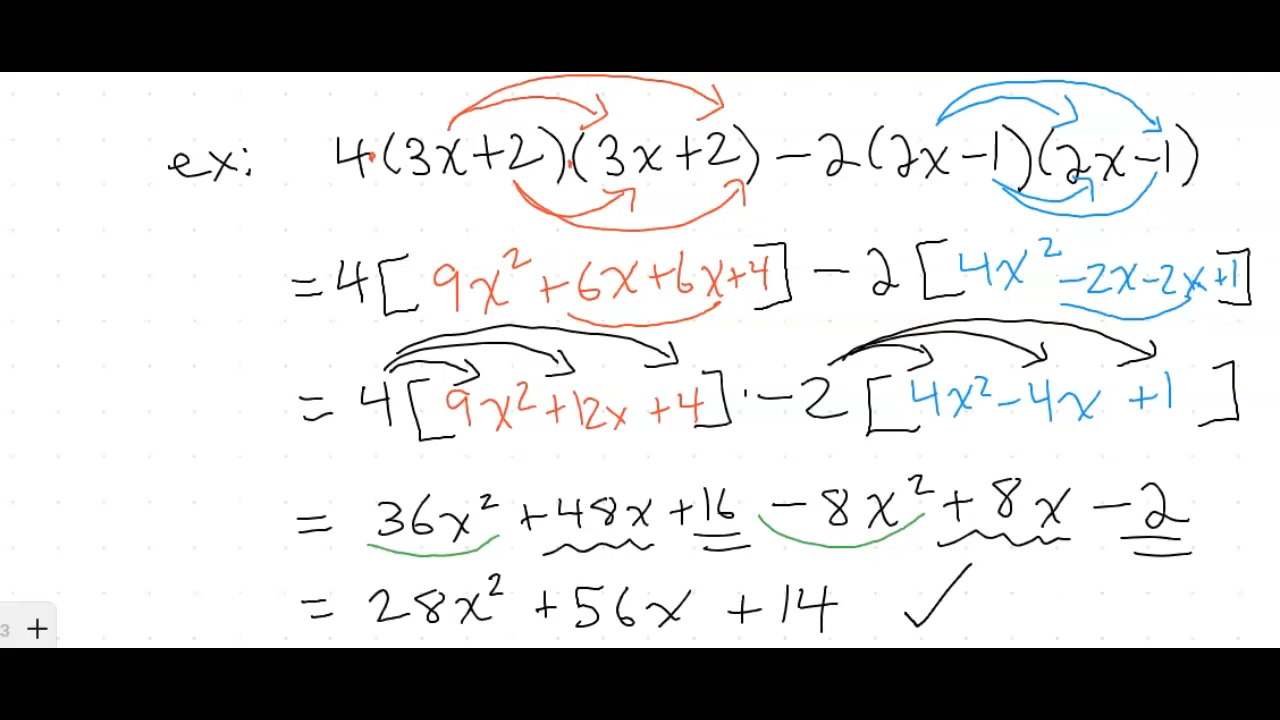 ex: 4·(3x+2)·(3x+2) - 2(2x-1)(2x-1)
= 4[9x²+6x+6x+4] - 2[4x²-2x-2x+1]
= 4[9x²+12x+4] · - 2[4x²-4x+1]
= 36x² + 48x + 16 - 8x² + 8x - 2
= 28x² + 56x + 14 ✓
3 +